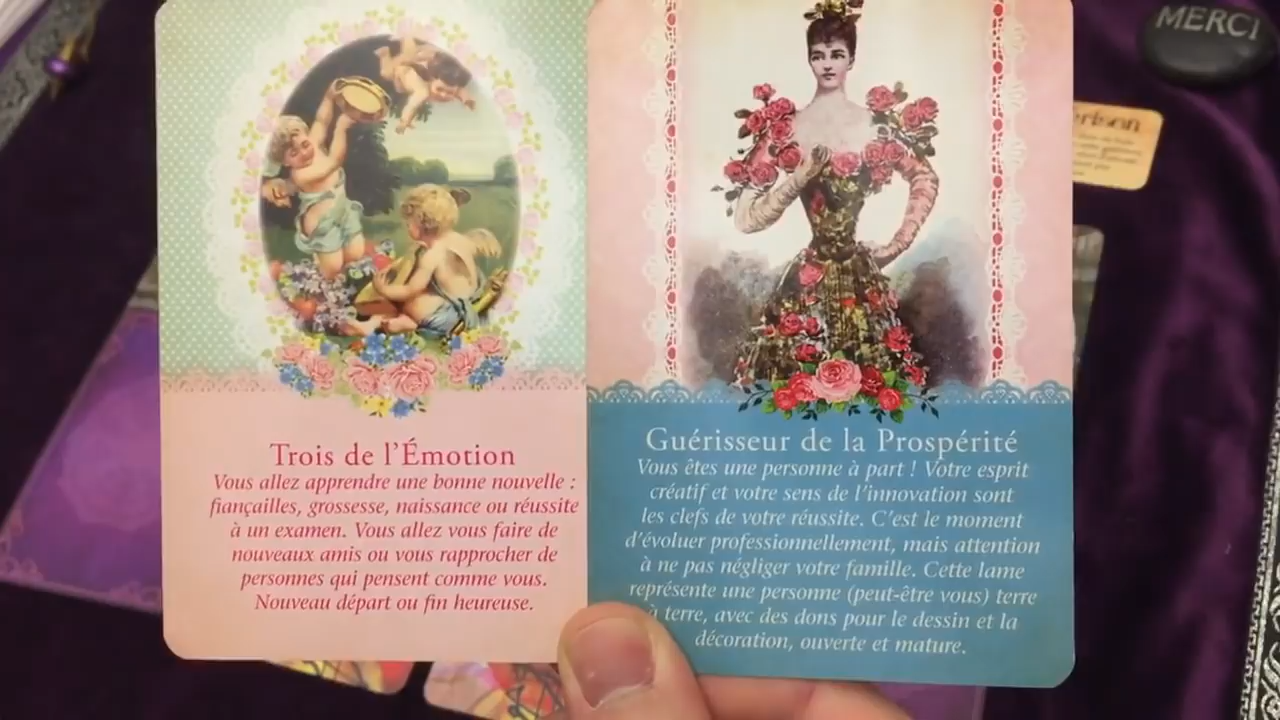 MERCI
Trois de l'Émotion
Vous allez apprendre une bonne nouvelle :
fiançailles, grossesse, naissance ou réussite
à un examen. Vous allez vous faire de
nouveaux amis ou vous rapprocher de
personnes qui pensent comme vous.
Nouveau départ ou fin heureuse.
Guérisseur de la Prospérité
Vous êtes une personne à part ! Votre esprit
créatif et votre sens de l'innovation sont
les clefs de votre réussite. C'est le moment
d'évoluer professionnellement, mais attention
à ne pas négliger votre famille. Cette lame
représente une personne (peut-être vous) terre
à terre, avec des dons pour le dessin et la
décoration, ouverte et mature.